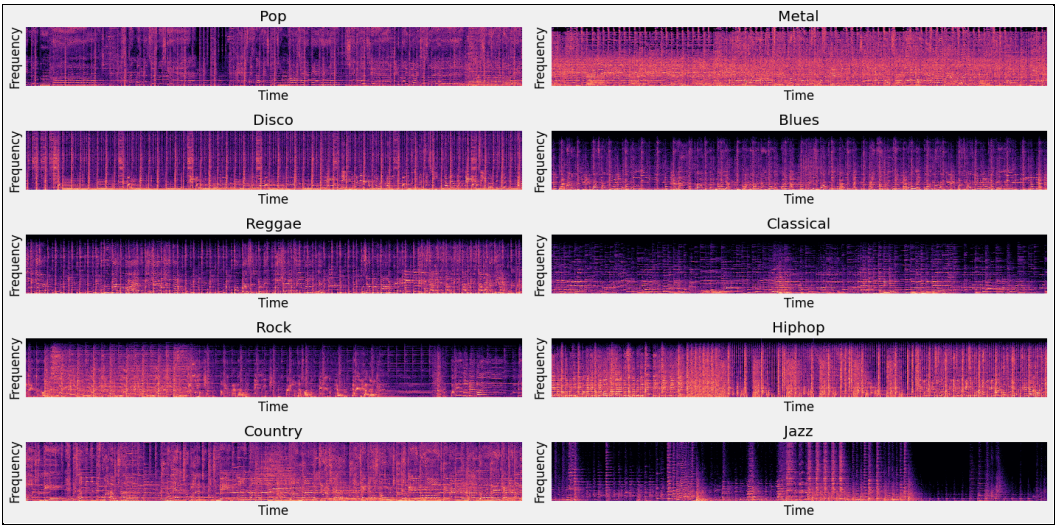 Pop
Frequency
Time
Metal
Frequency
Time
Disco
Frequency
Time
Blues
Frequency
Time
Reggae
Frequency
Time
Classical
Frequency
Time
Rock
Frequency
Time
Hiphop
Frequency
Time
Country
Frequency
Time
Jazz
Frequency
Time